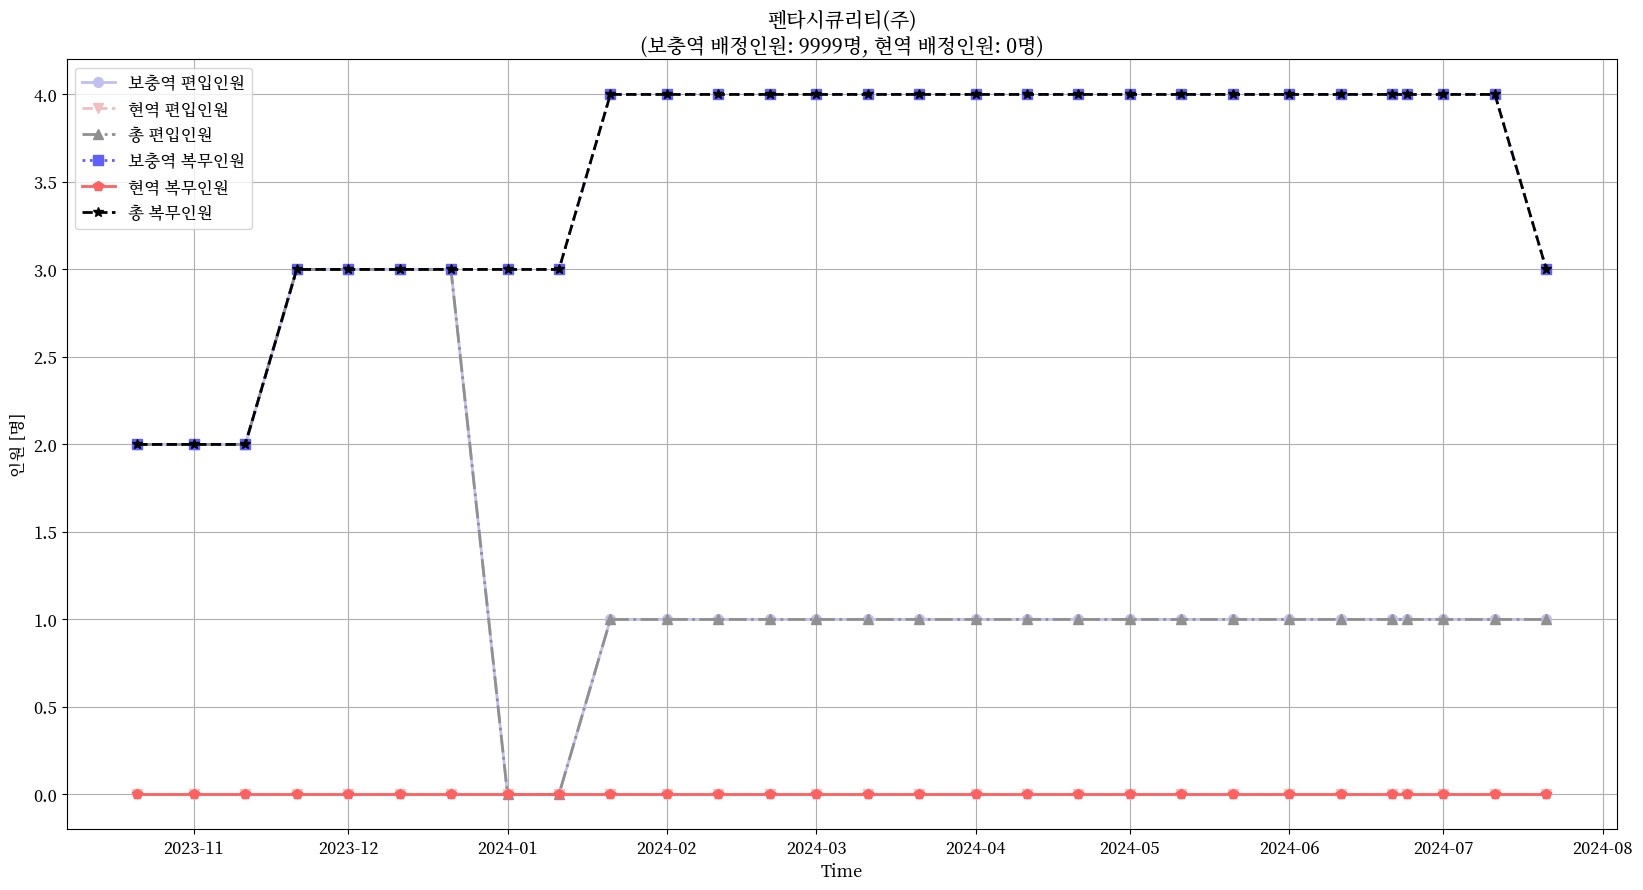 펜타시큐리티(주)
(보충역 배정인원: 9999명, 현역 배정인원: 0명)
보충역 편입인원
현역 편입인원
총 편입인원
보충역 복무인원
현역 복무인원
총 복무인원
인원 [명]
4.0
3.5
3.0
2.5
2.0
1.5
1.0
0.5
0.0
2023-11 2023-12 2024-01 2024-02 2024-03 2024-04 2024-05 2024-06 2024-07 2024-08
Time